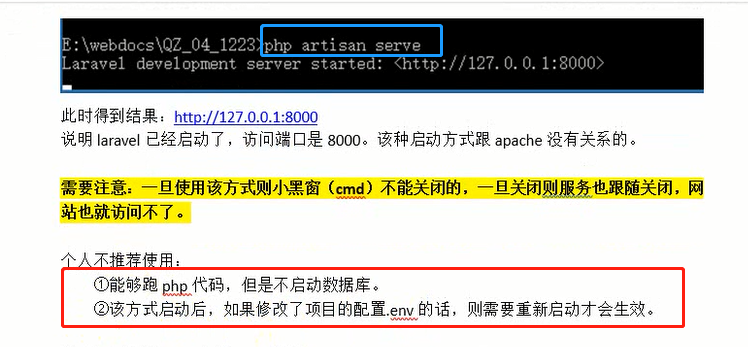 E:\webdocs\QZ_04_1223>php artisan serve
Laravel development server started: <http://127.0.0.1:8000>
此时得到结果：http://127.0.0.1:8000
说明 laravel 已经启动了，访问端口是 8000。该种启动方式跟 apache 没有关系的。
需要注意：一旦使用该方式则小黑窗（cmd）不能关闭的，一旦关闭则服务也跟随关闭，网
站也就访问不了。
个人不推荐使用：
①能够跑 php 代码，但是不启动数据库。
②该方式启动后，如果修改了项目的配置.env 的话，则需要重新启动才会生效。